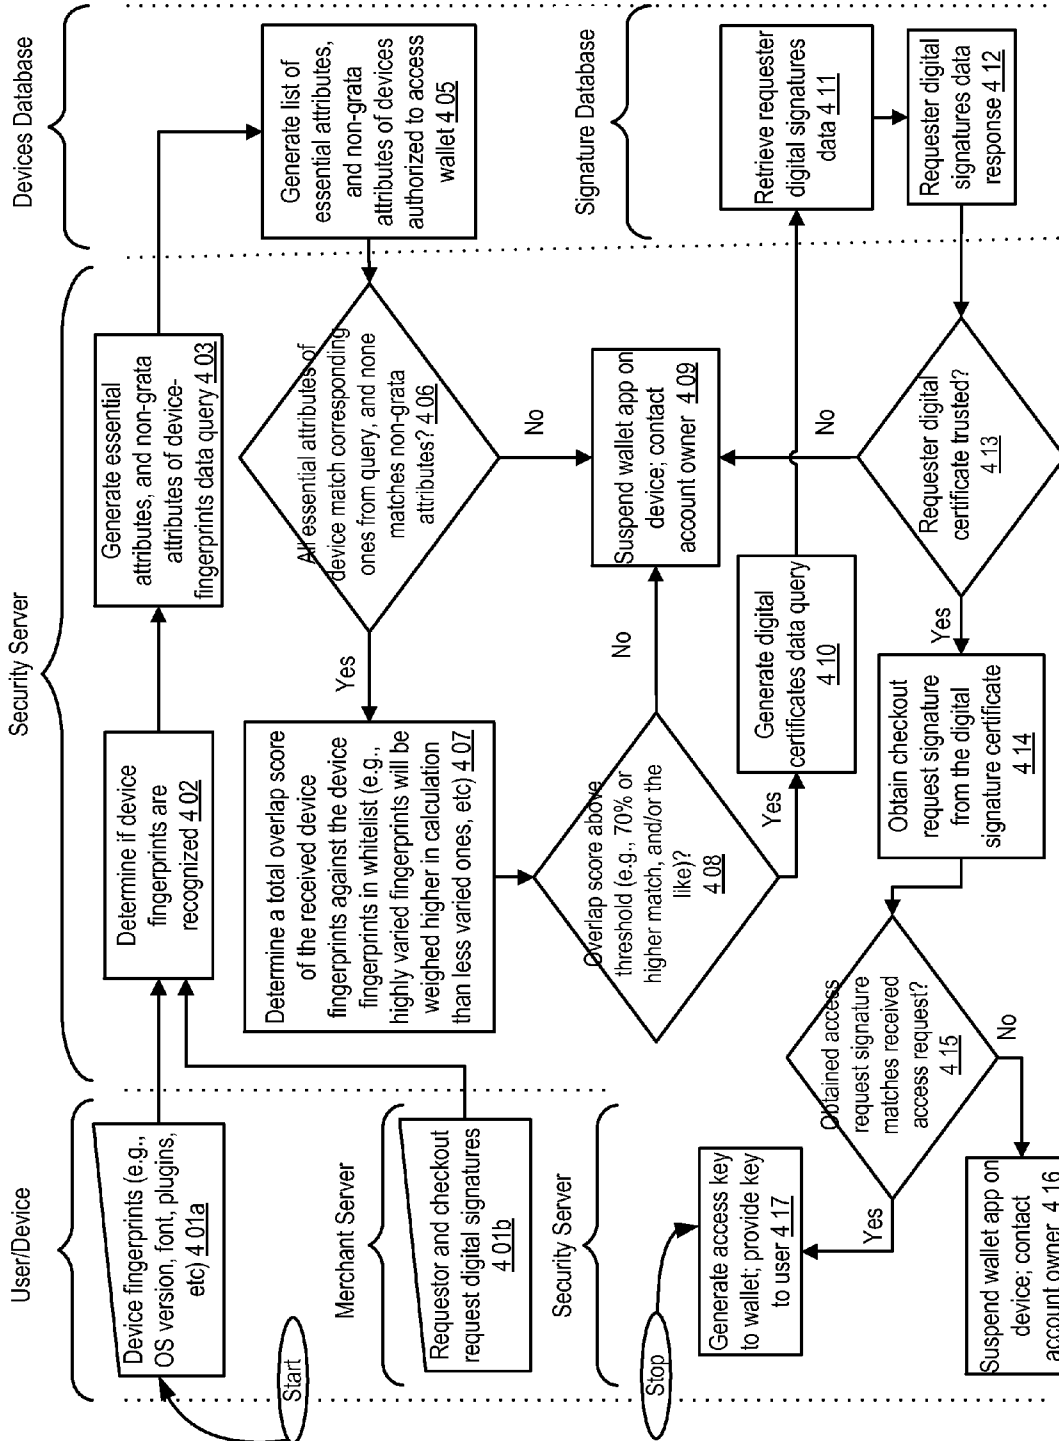 User/Device
Security Server
Devices Database
Device fingerprints (e.g.,
OS version, font, plugins,
etc) 4 01a
Start
Determine if device
fingerprints are
recognized 4 02
Generate essential
attributes, and non-grata
attributes of device-
fingerprints data query 4 03
Generate list of
essential attributes,
and non-grata
attributes of devices
authorized to access
wallet 4 05
All essential attributes of
device match corresponding
ones from query, and none
matches non-grata
attributes? 4 06
Yes
No
Determine a total overlap score
of the received device
fingerprints against the device
fingerprints in whitelist (e.g.,
highly varied fingerprints will be
weighed higher in calculation
than less varied ones, etc) 4 07
Merchant Server
Requestor and checkout
request digital signatures
4 01b
Overlap score above
threshold (e.g., 70% or
higher match, and/or the
like)?
4 08
No
Yes
Suspend wallet app on
device; contact
account owner 4 09
Generate digital
certificates data query
4 10
Signature Database
Retrieve requester
digital signatures
data 4 11
Requester digital
signatures data
response 4 12
Requester digital
certificate trusted?
4 13
No
Yes
Obtain checkout
request signature
from the digital
signature certificate
4 14
Security Server
Obtained access
request signature
matches received
access request?
4 15
Yes
No
Generate access key
to wallet; provide key
to user 4 17
Stop
Suspend wallet app on
device; contact
account owner 4 16